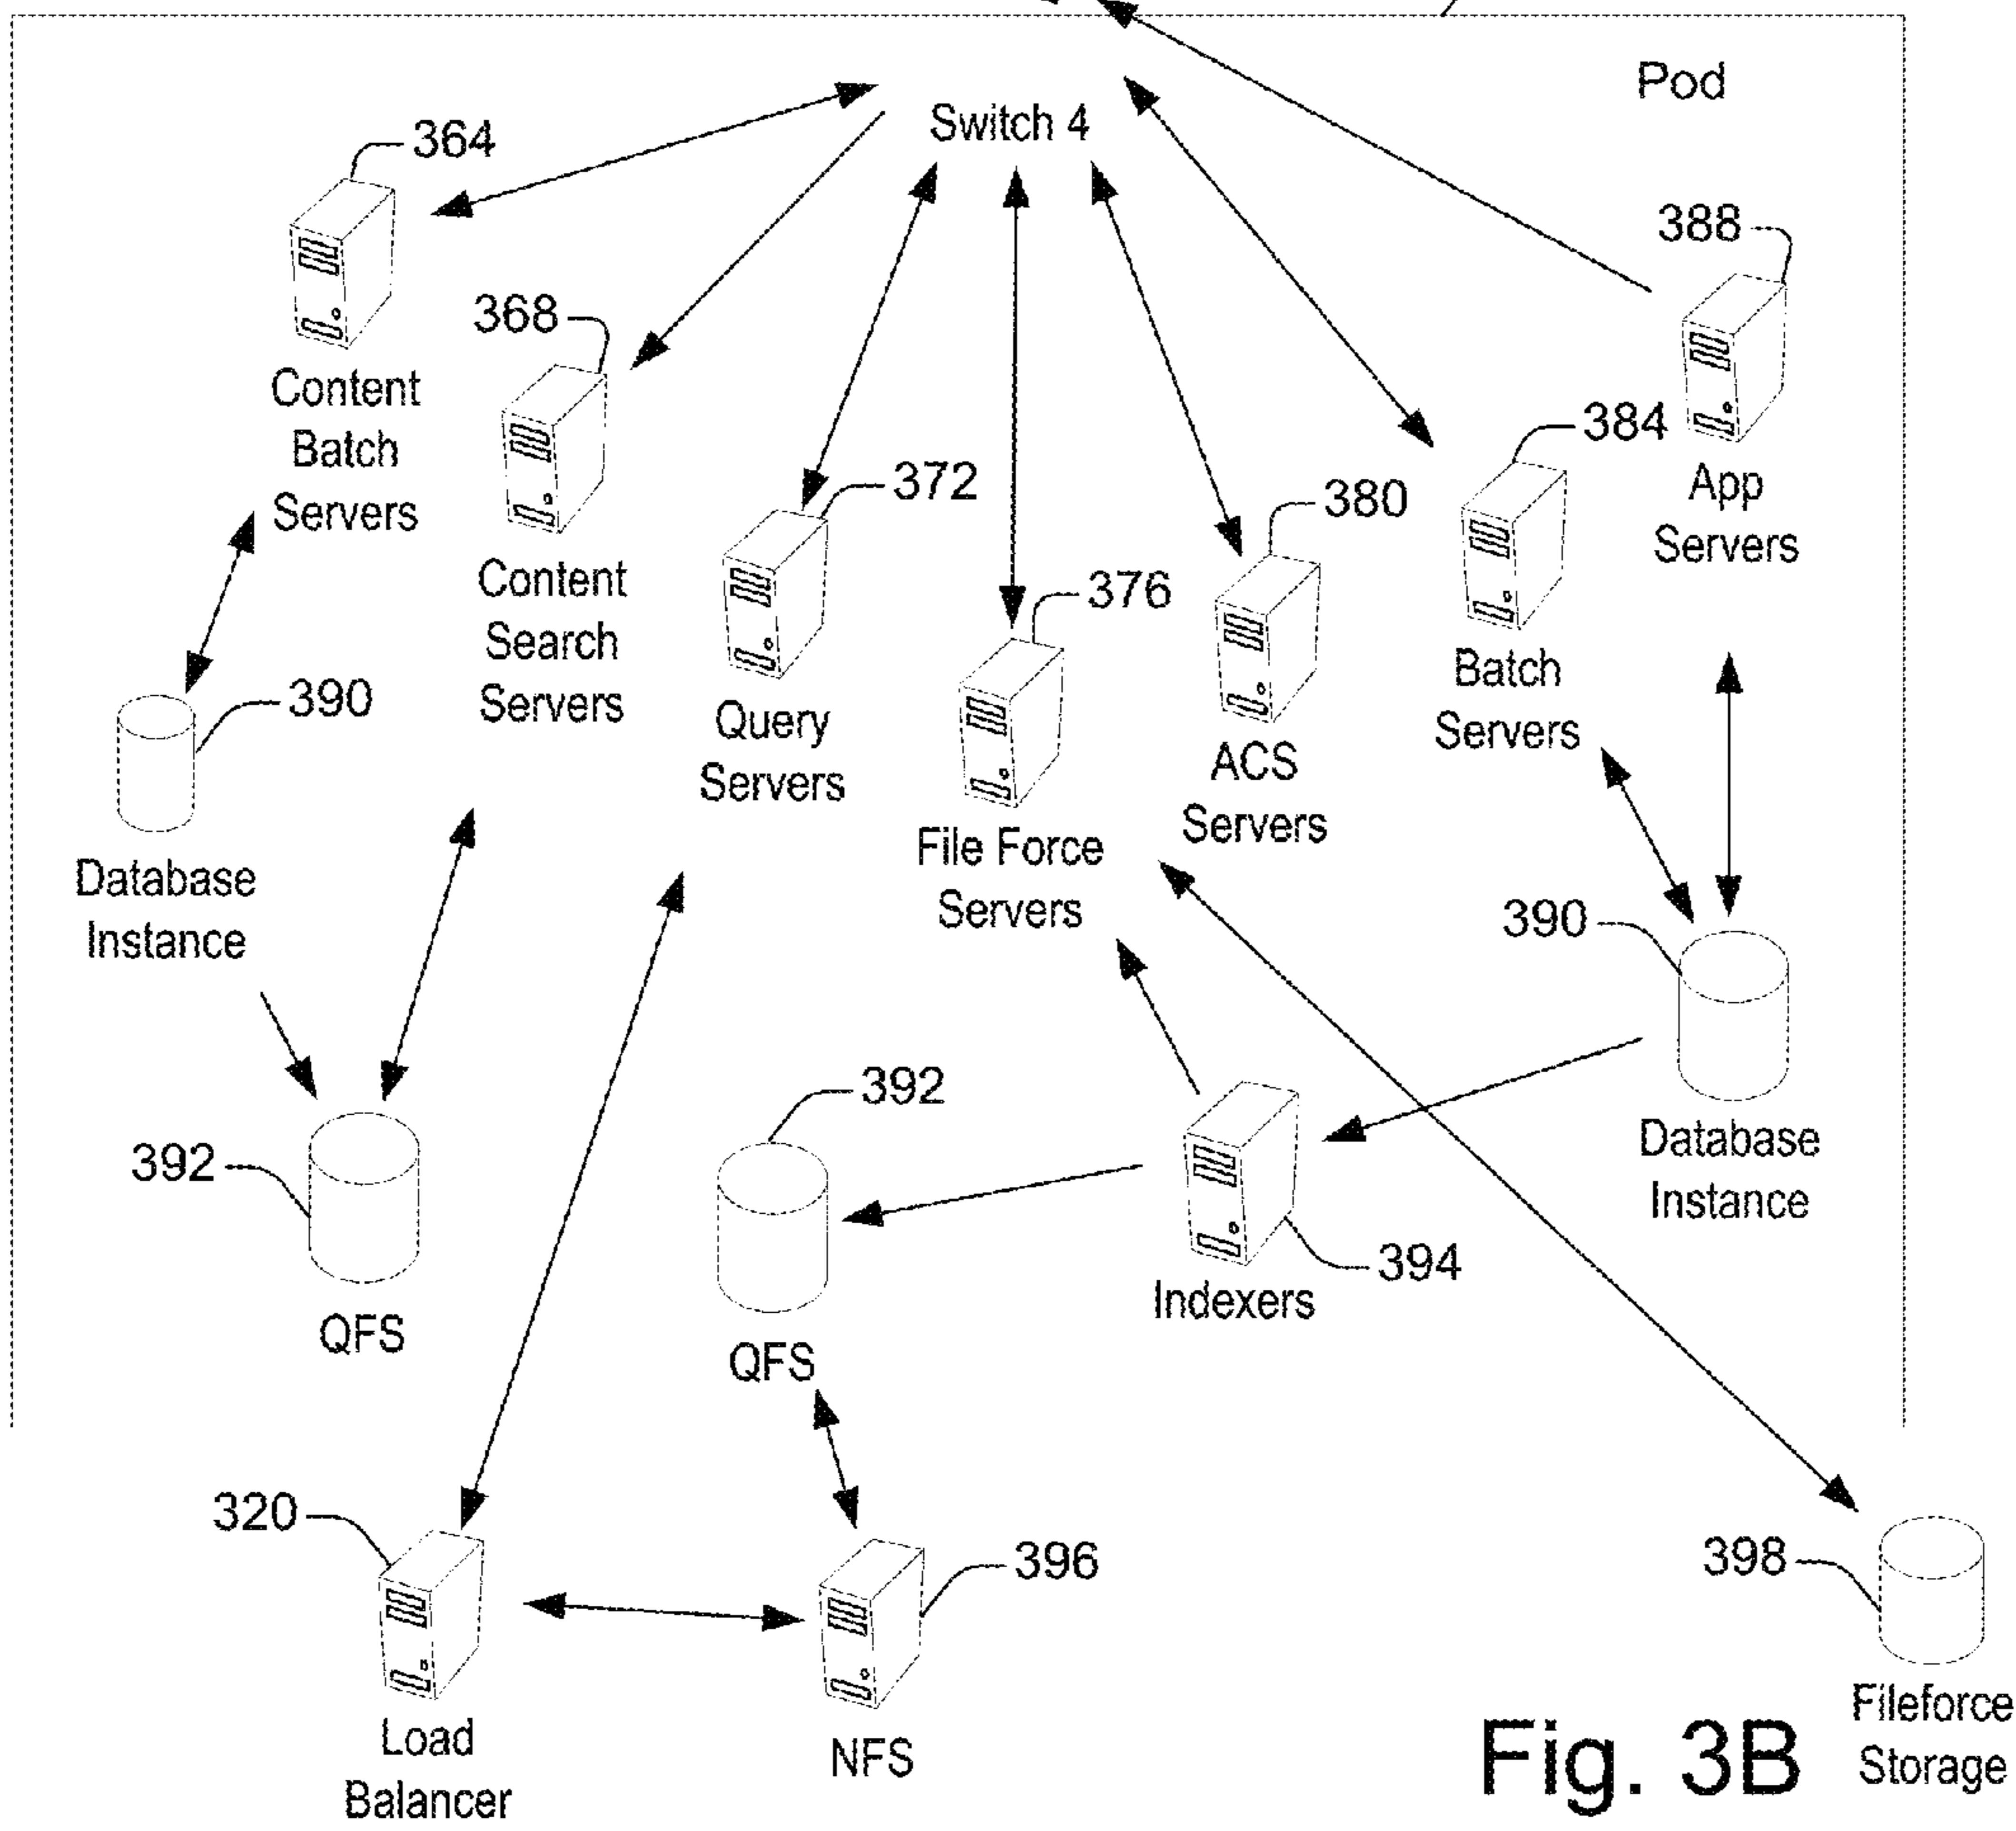 Pod
Switch 4
364
Content
Batch
Servers
388
App
Servers
368
Content
Search
Servers
384
Batch
Servers
372
Query
Servers
380
ACS
Servers
376
File Force
Servers
390
Database
Instance
390
Database
Instance
392
QFS
392
QFS
394
Indexers
320
Load
Balancer
396
NFS
398
Fileforce
Storage
Fig. 3B